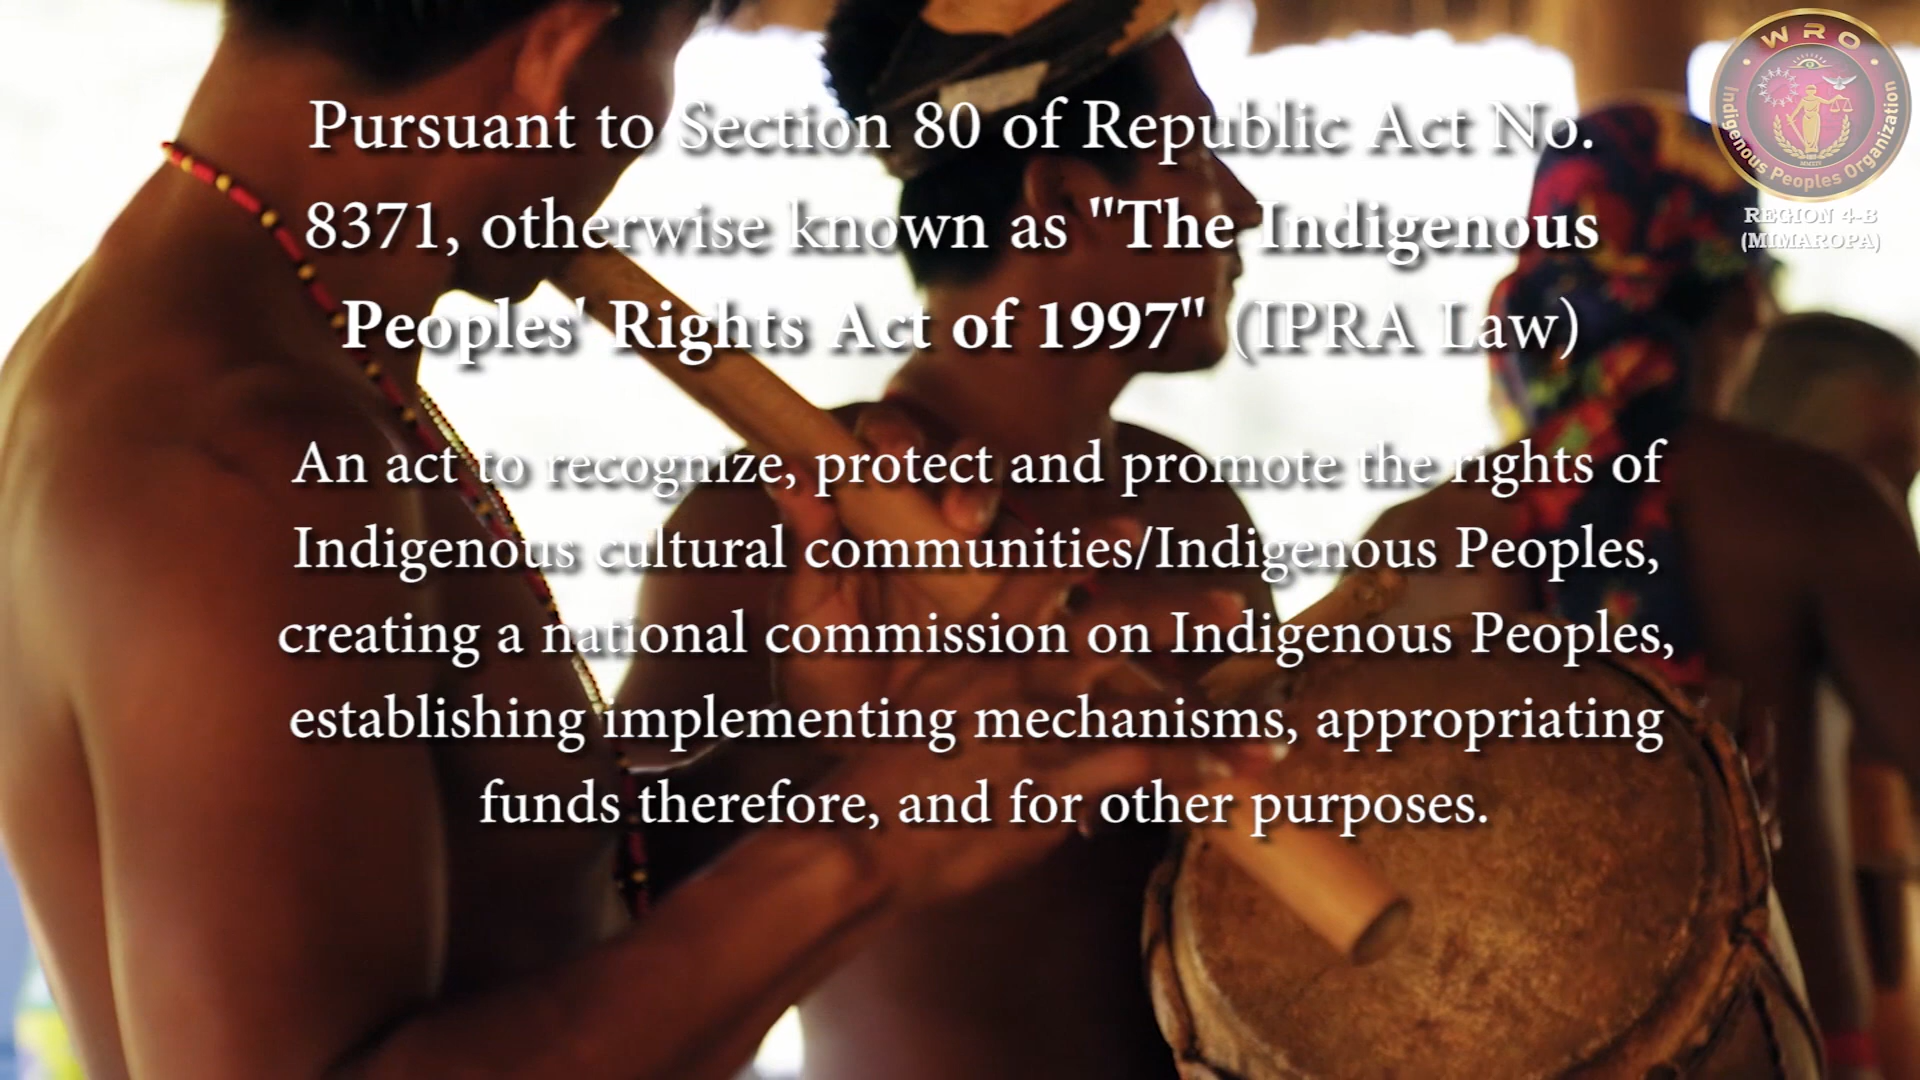 Pursuant to Section 80 of Republic Act No.
8371, otherwise known as "The Indigenous
Peoples' Rights Act of 1997" (IPRA Law)
An act to recognize, protect and promote the rights of
Indigenous cultural communities/Indigenous Peoples,
creating a national commission on Indigenous Peoples,
establishing implementing mechanisms, appropriating
funds therefore, and for other purposes.
WRO
Indigenous Peoples Organization
REGION 4-B
(MIMAROPA)